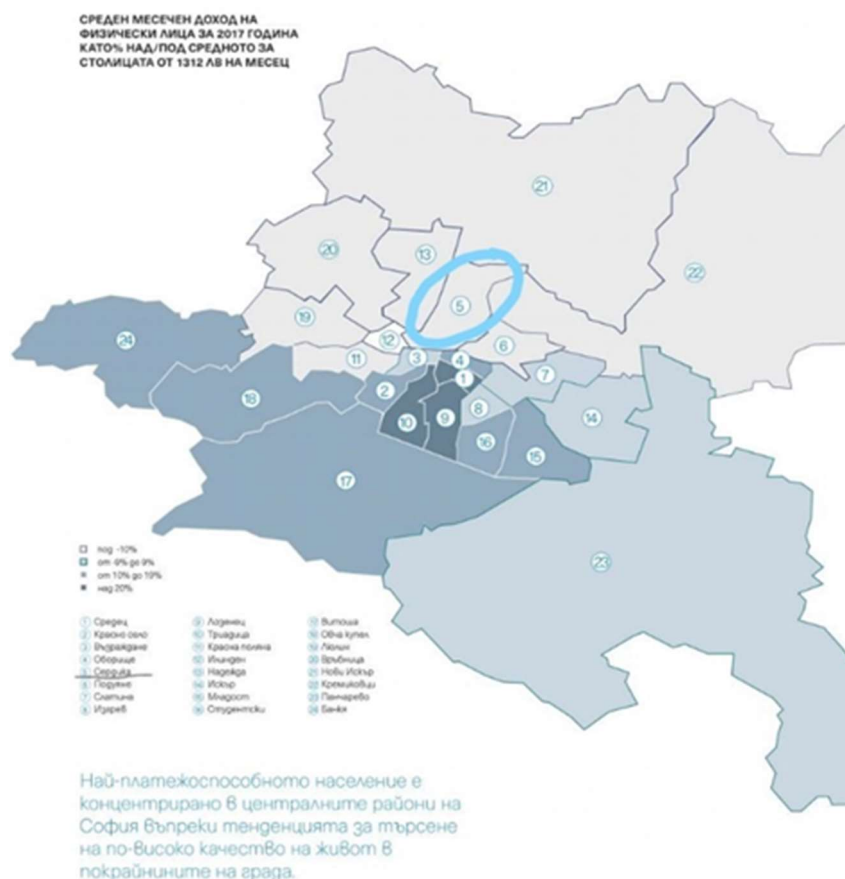 СРЕДЕН МЕСЕЧЕН ДОХОД НА
ФИЗИЧЕСКИ ЛИЦА ЗА 2017 ГОДИНА
КАТО% НАД/ПОД СРЕДНОТО ЗА
СТОЛИЦАТА ОТ 1312 ЛВ НА МЕСЕЦ
21
20
13
22
5
19
12
6
24
11
3
4
7
1
2
18
8
10
9
14
16
15
17
23
под -10%
от -9% до 9%
от 10% до 19%
над 20%
1 Средец
2 Красно село
3 Възраждане
4 Оборище
5 Сердика
6 Подуяне
7 Слатина
8 Изгрев
9 Лозенец
10 Триадица
11 Красна поляна
12 Илинден
13 Надежда
14 Искър
15 Младост
16 Студентски
17 Витоша
18 Овча купел
19 Люлин
20 Връбница
21 Нови Искър
22 Кремиковци
23 Панчарево
24 Банкя
Най-платежоспособното население е
концентрирано в централните райони на
София въпреки тенденцията за търсене
на по-високо качество на живот в
покрайнините на града.